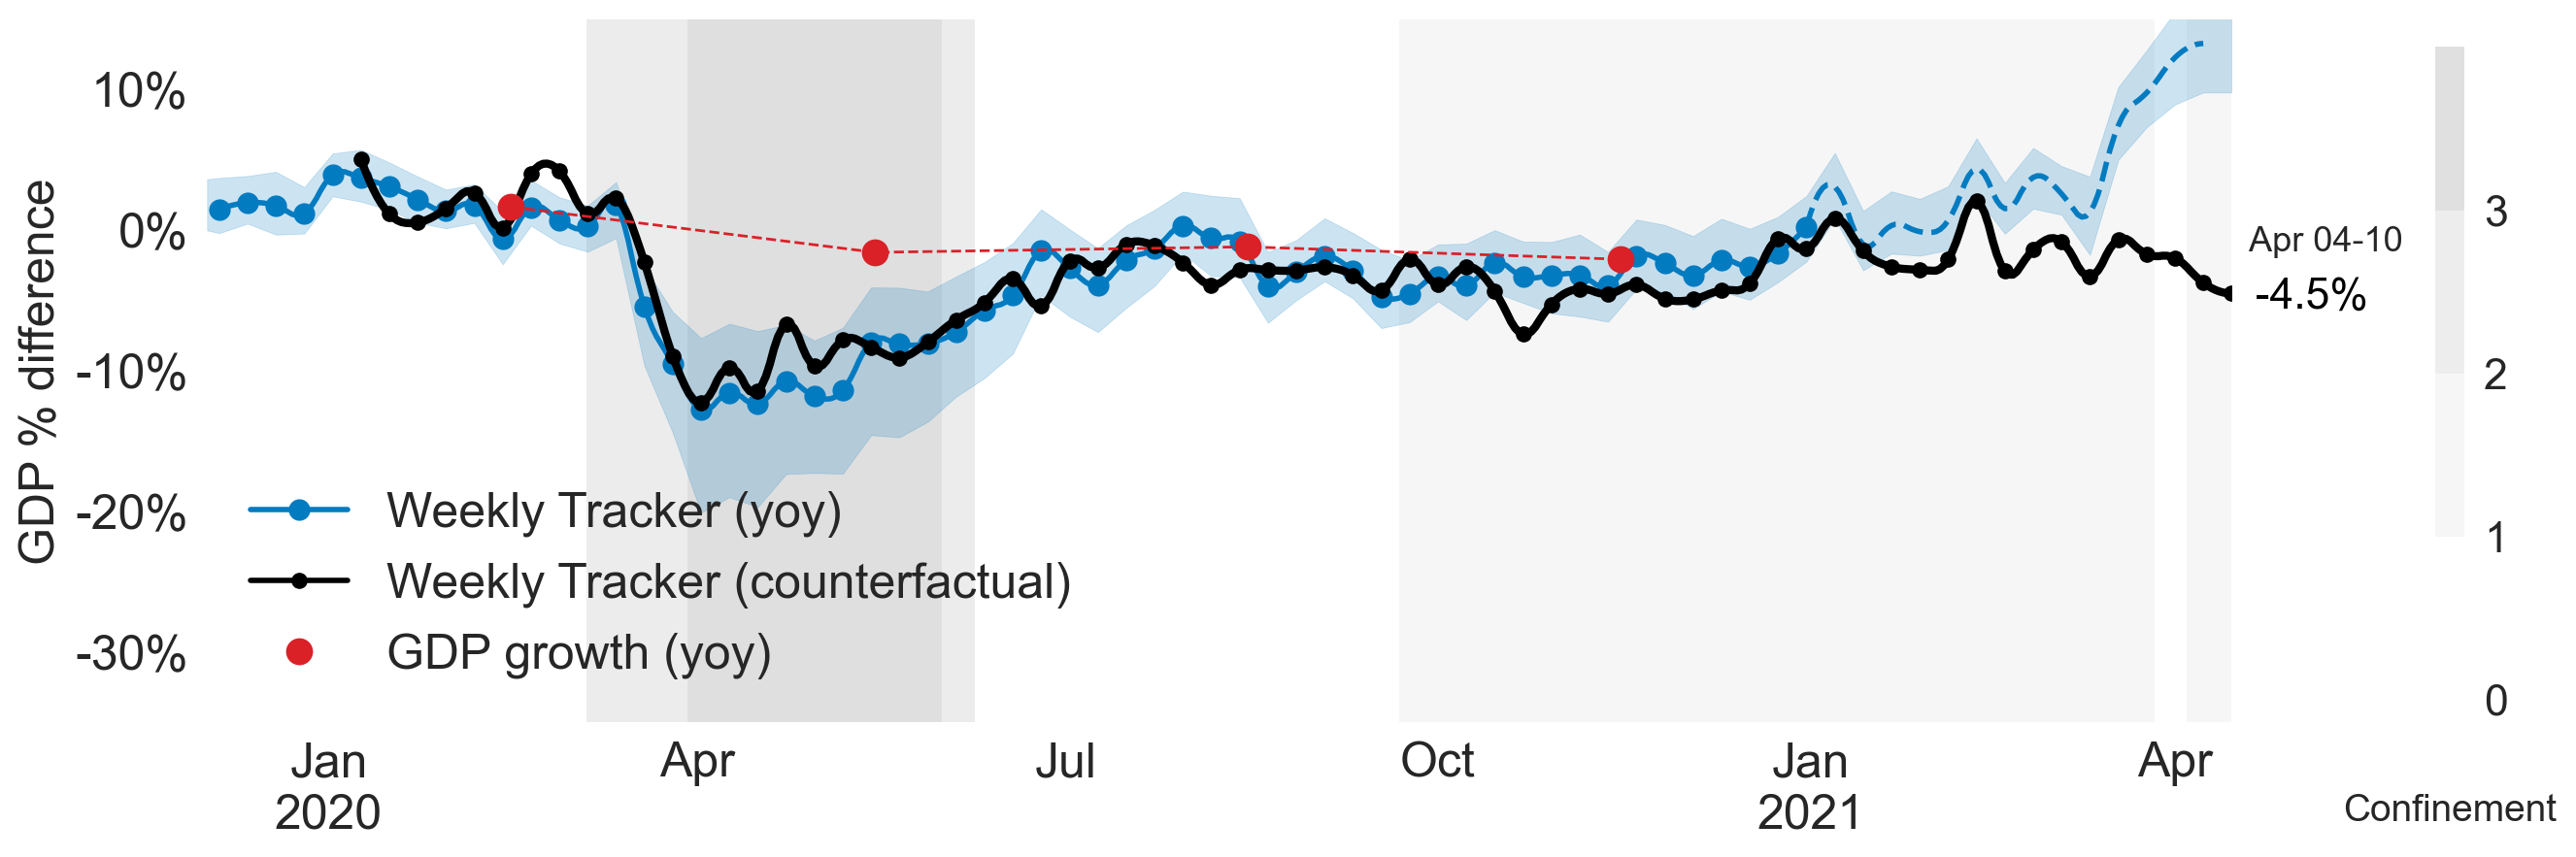 GDP % difference
10%
0%
-10%
-20%
-30%
Weekly Tracker (yoy)
Weekly Tracker (counterfactual)
GDP growth (yoy)
Jan
2020
Apr
Jul
Oct
Jan
2021
Apr
Apr 04-10
-4.5%
3
2
1
0
Confinement